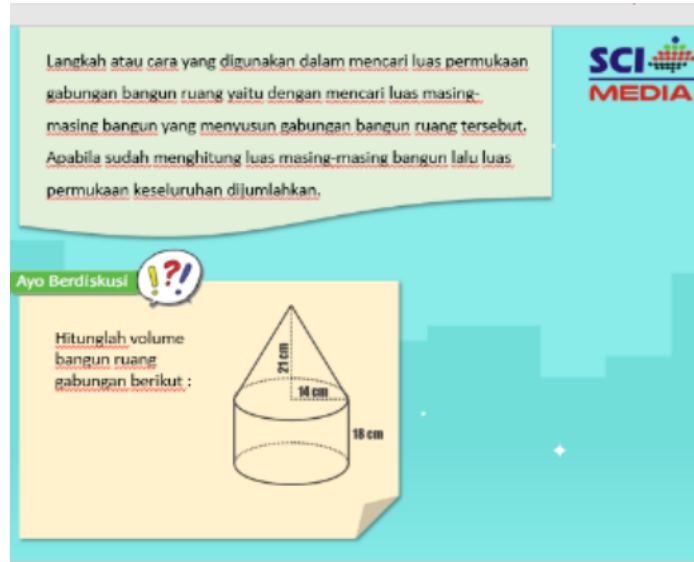 SCI
MEDIA
Langkah atau cara yang digunakan dalam mencari luas permukaan
gabungan bangun ruang yaitu dengan mencari luas masing-
masing bangun yang menyusun gabungan bangun ruang tersebut.
Apabila sudah menghitung luas masing-masing bangun lalu luas
permukaan keseluruhan dijumlahkan.
Ayo Berdiskusi
!?!
Hitunglah volume
bangun ruang
gabungan berikut :
21 cm
14 cm
18 cm